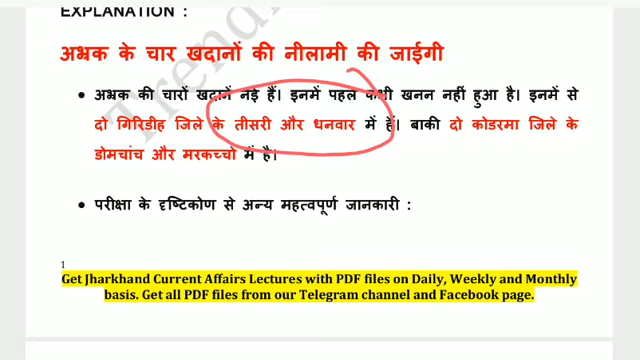 EXPLANATION :
अभ्रक के चार खदानों की नीलामी की जाईगी
• अभ्रक की चारों खदानें नई हैं। इनमें पहले कभी खनन नहीं हुआ है। इनमें से
दो गिरिडीह जिले के तीसरी और धनवार में हैं। बाकी दो कोडरमा जिले के
डोमचांच और मरकच्चो में है।
• परीक्षा के दृष्टिकोण से अन्य महत्वपूर्ण जानकारी :
1
Get Jharkhand Current Affairs Lectures with PDF files on Daily, Weekly and Monthly
basis. Get all PDF files from our Telegram channel and Facebook page.